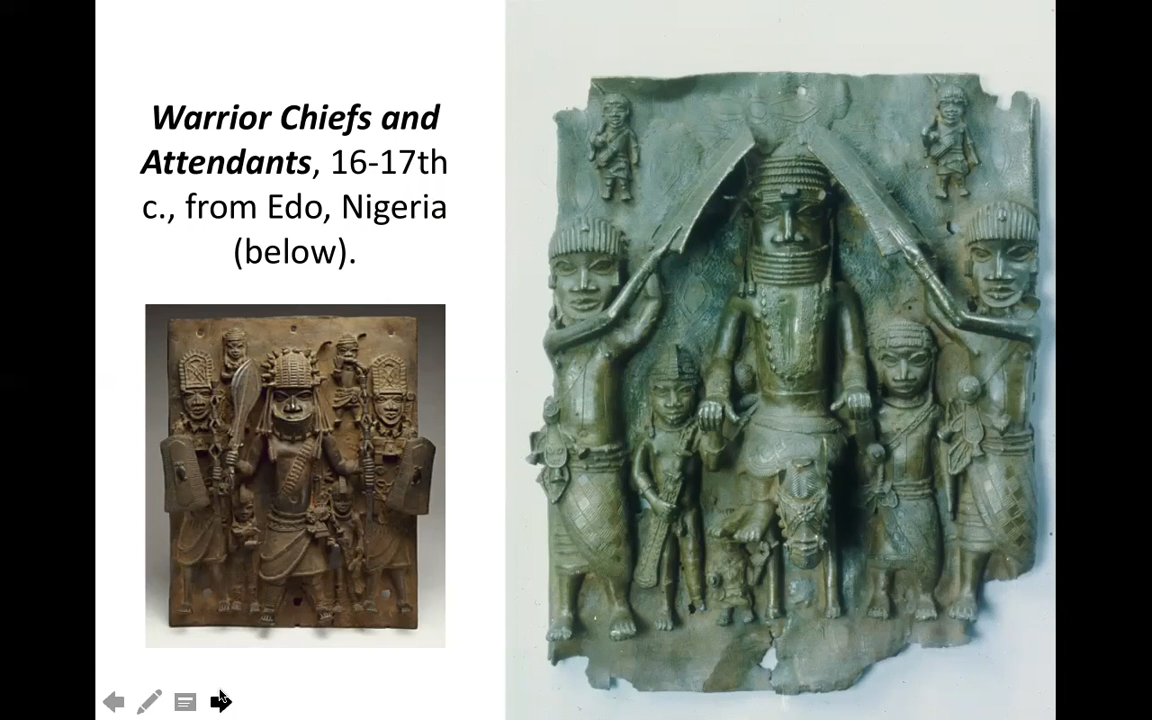 Warrior Chiefs and
Attendants, 16-17th
c., from Edo, Nigeria
(below).